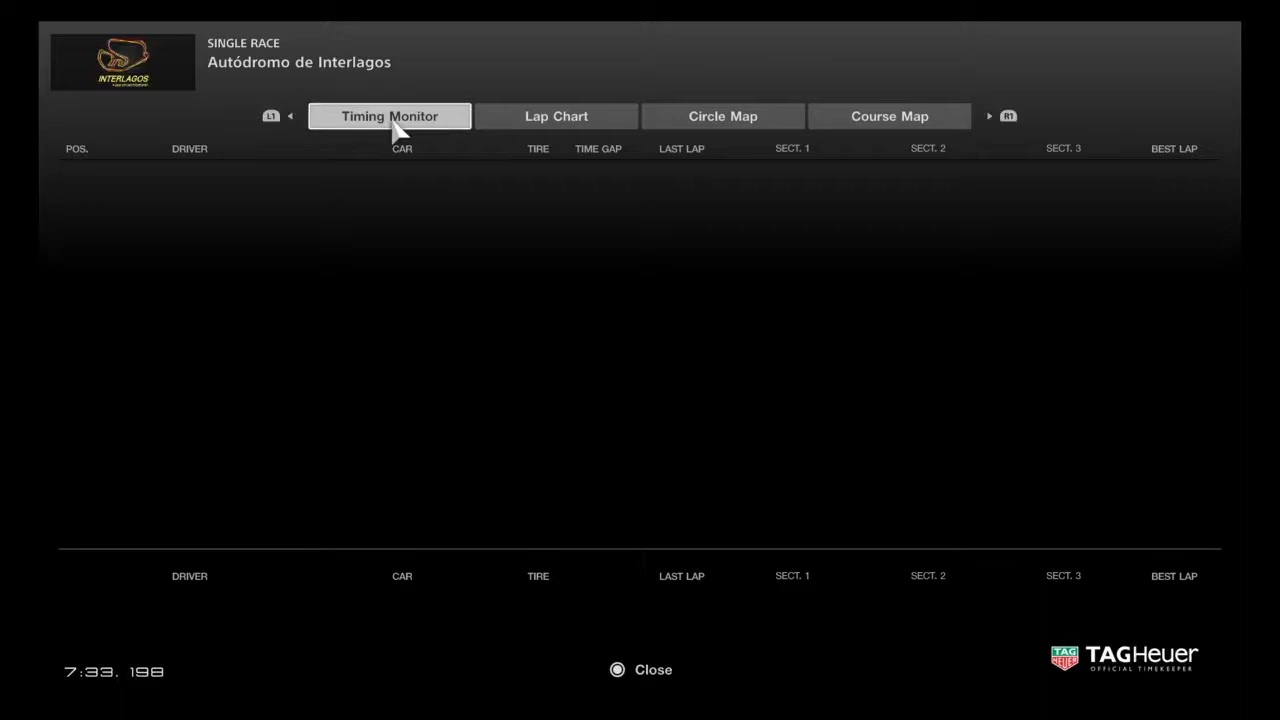 SINGLE RACE
Autódromo de Interlagos
INTERLAGOS
L1 Timing Monitor Lap Chart Circle Map Course Map R1
POS. DRIVER CAR TIRE TIME GAP LAST LAP SECT. 1 SECT. 2 SECT. 3 BEST LAP
DRIVER CAR TIRE LAST LAP SECT. 1 SECT. 2 SECT. 3 BEST LAP
7:33. 198
Close
TAG HEUER
TAGHeuer
OFFICIAL TIMEKEEPER